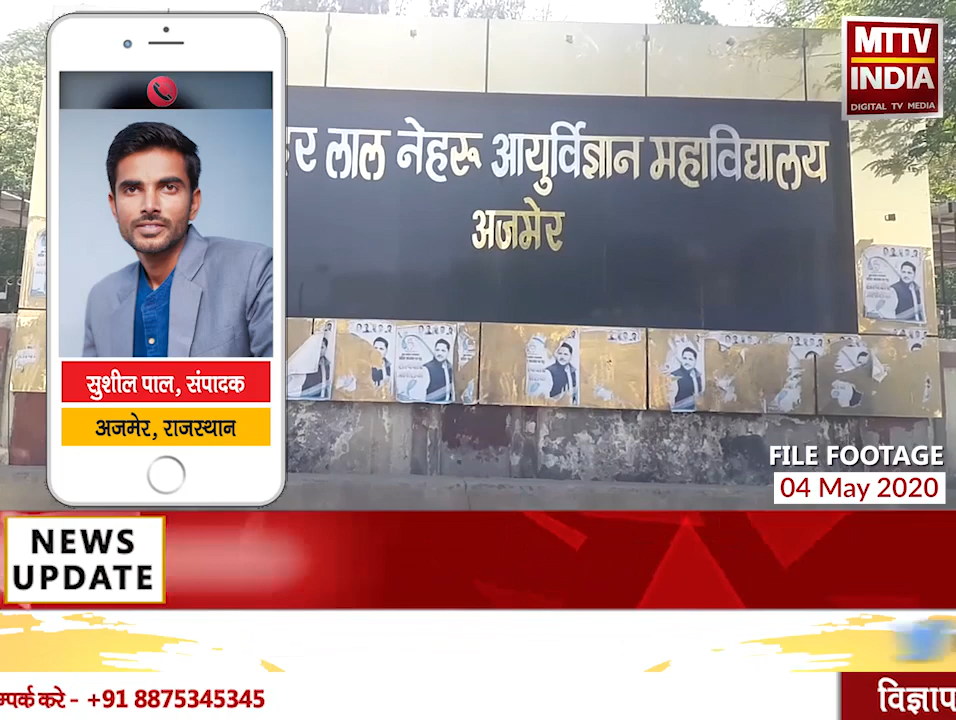 MTTV
INDIA
DIGITAL TV MEDIA
र लाल नेहरू आयुर्विज्ञान महाविद्यालय
अजमेर
सुशील पाल, संपादक
अजमेर, राजस्थान
FILE FOOTAGE
04 May 2020
NEWS
UPDATE
म्पर्क करे - +91 8875345345
विज्ञाप